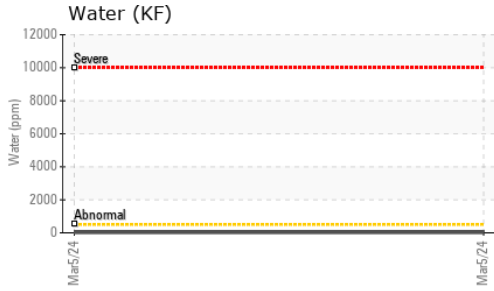 Water (KF)
12000
Severe
10000
8000
Water (ppm)
6000
4000
2000
Abnormal
0
Mar5/24
Mar5/24